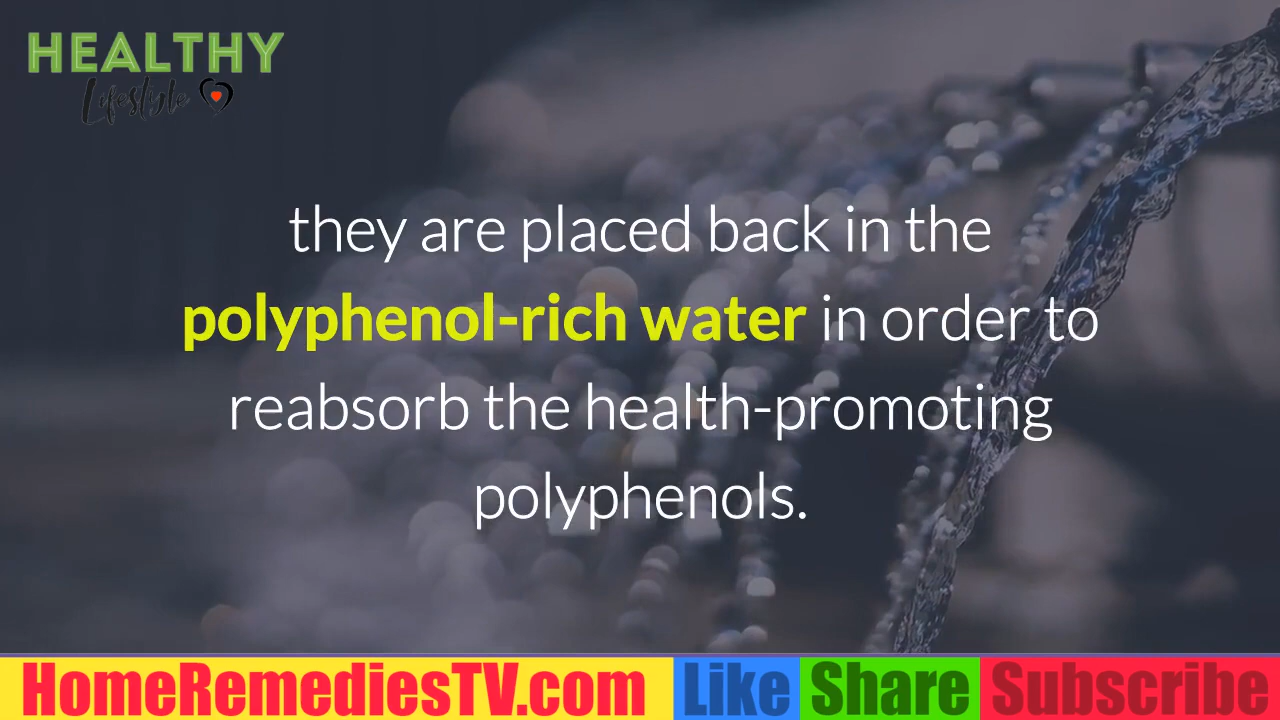 HEALTHY
Lifestyle
they are placed back in the
polyphenol-rich water in order to
reabsorb the health-promoting
polyphenols.
HomeRemediesTV.com Like Share Subscribe